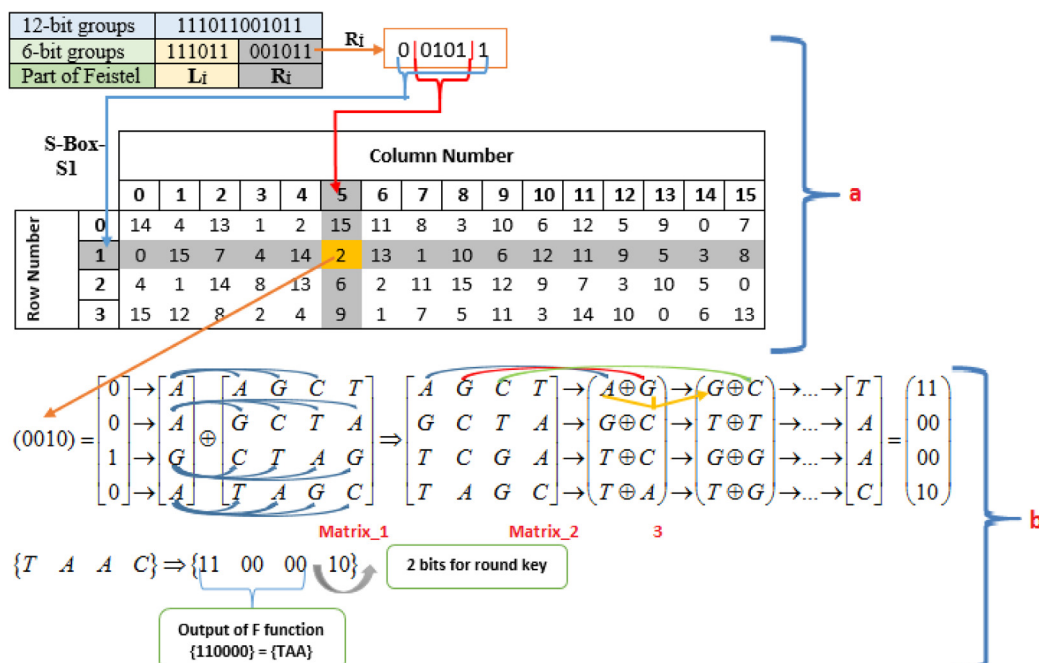 12-bit groups 111011001011
6-bit groups 111011 001011
Part of Feistel Lİ Rİ
Rİ
0 0101 1
S-Box-
S1
Column Number
0 1 2 3 4 5 6 7 8 9 10 11 12 13 14 15
Row Number
0 14 4 13 1 2 15 11 8 3 10 6 12 5 9 0 7
1 0 15 7 4 14 2 13 1 10 6 12 11 9 5 3 8
2 4 1 14 8 13 6 2 11 15 12 9 7 3 10 5 0
3 15 12 8 2 4 9 1 7 5 11 3 14 10 0 6 13
a
0 → A A G C T A G C T → (A⊕G) → (G⊕C) → ... → T 11
0 → A G C T A G C T A → (G⊕C) → (T⊕T) → ... → A 00
(0010) = ⊕ ⇒ =
1 → G C T A G T C G A → (T⊕C) → (G⊕G) → ... → A 00
0 → A T A G C T A G C → (T⊕A) → (T⊕G) → ... → C 10
Matrix_1 Matrix_2 3
b
{T A A C} ⇒ {11 00 00 10}
2 bits for round key
Output of F function
{110000} = {TAA}